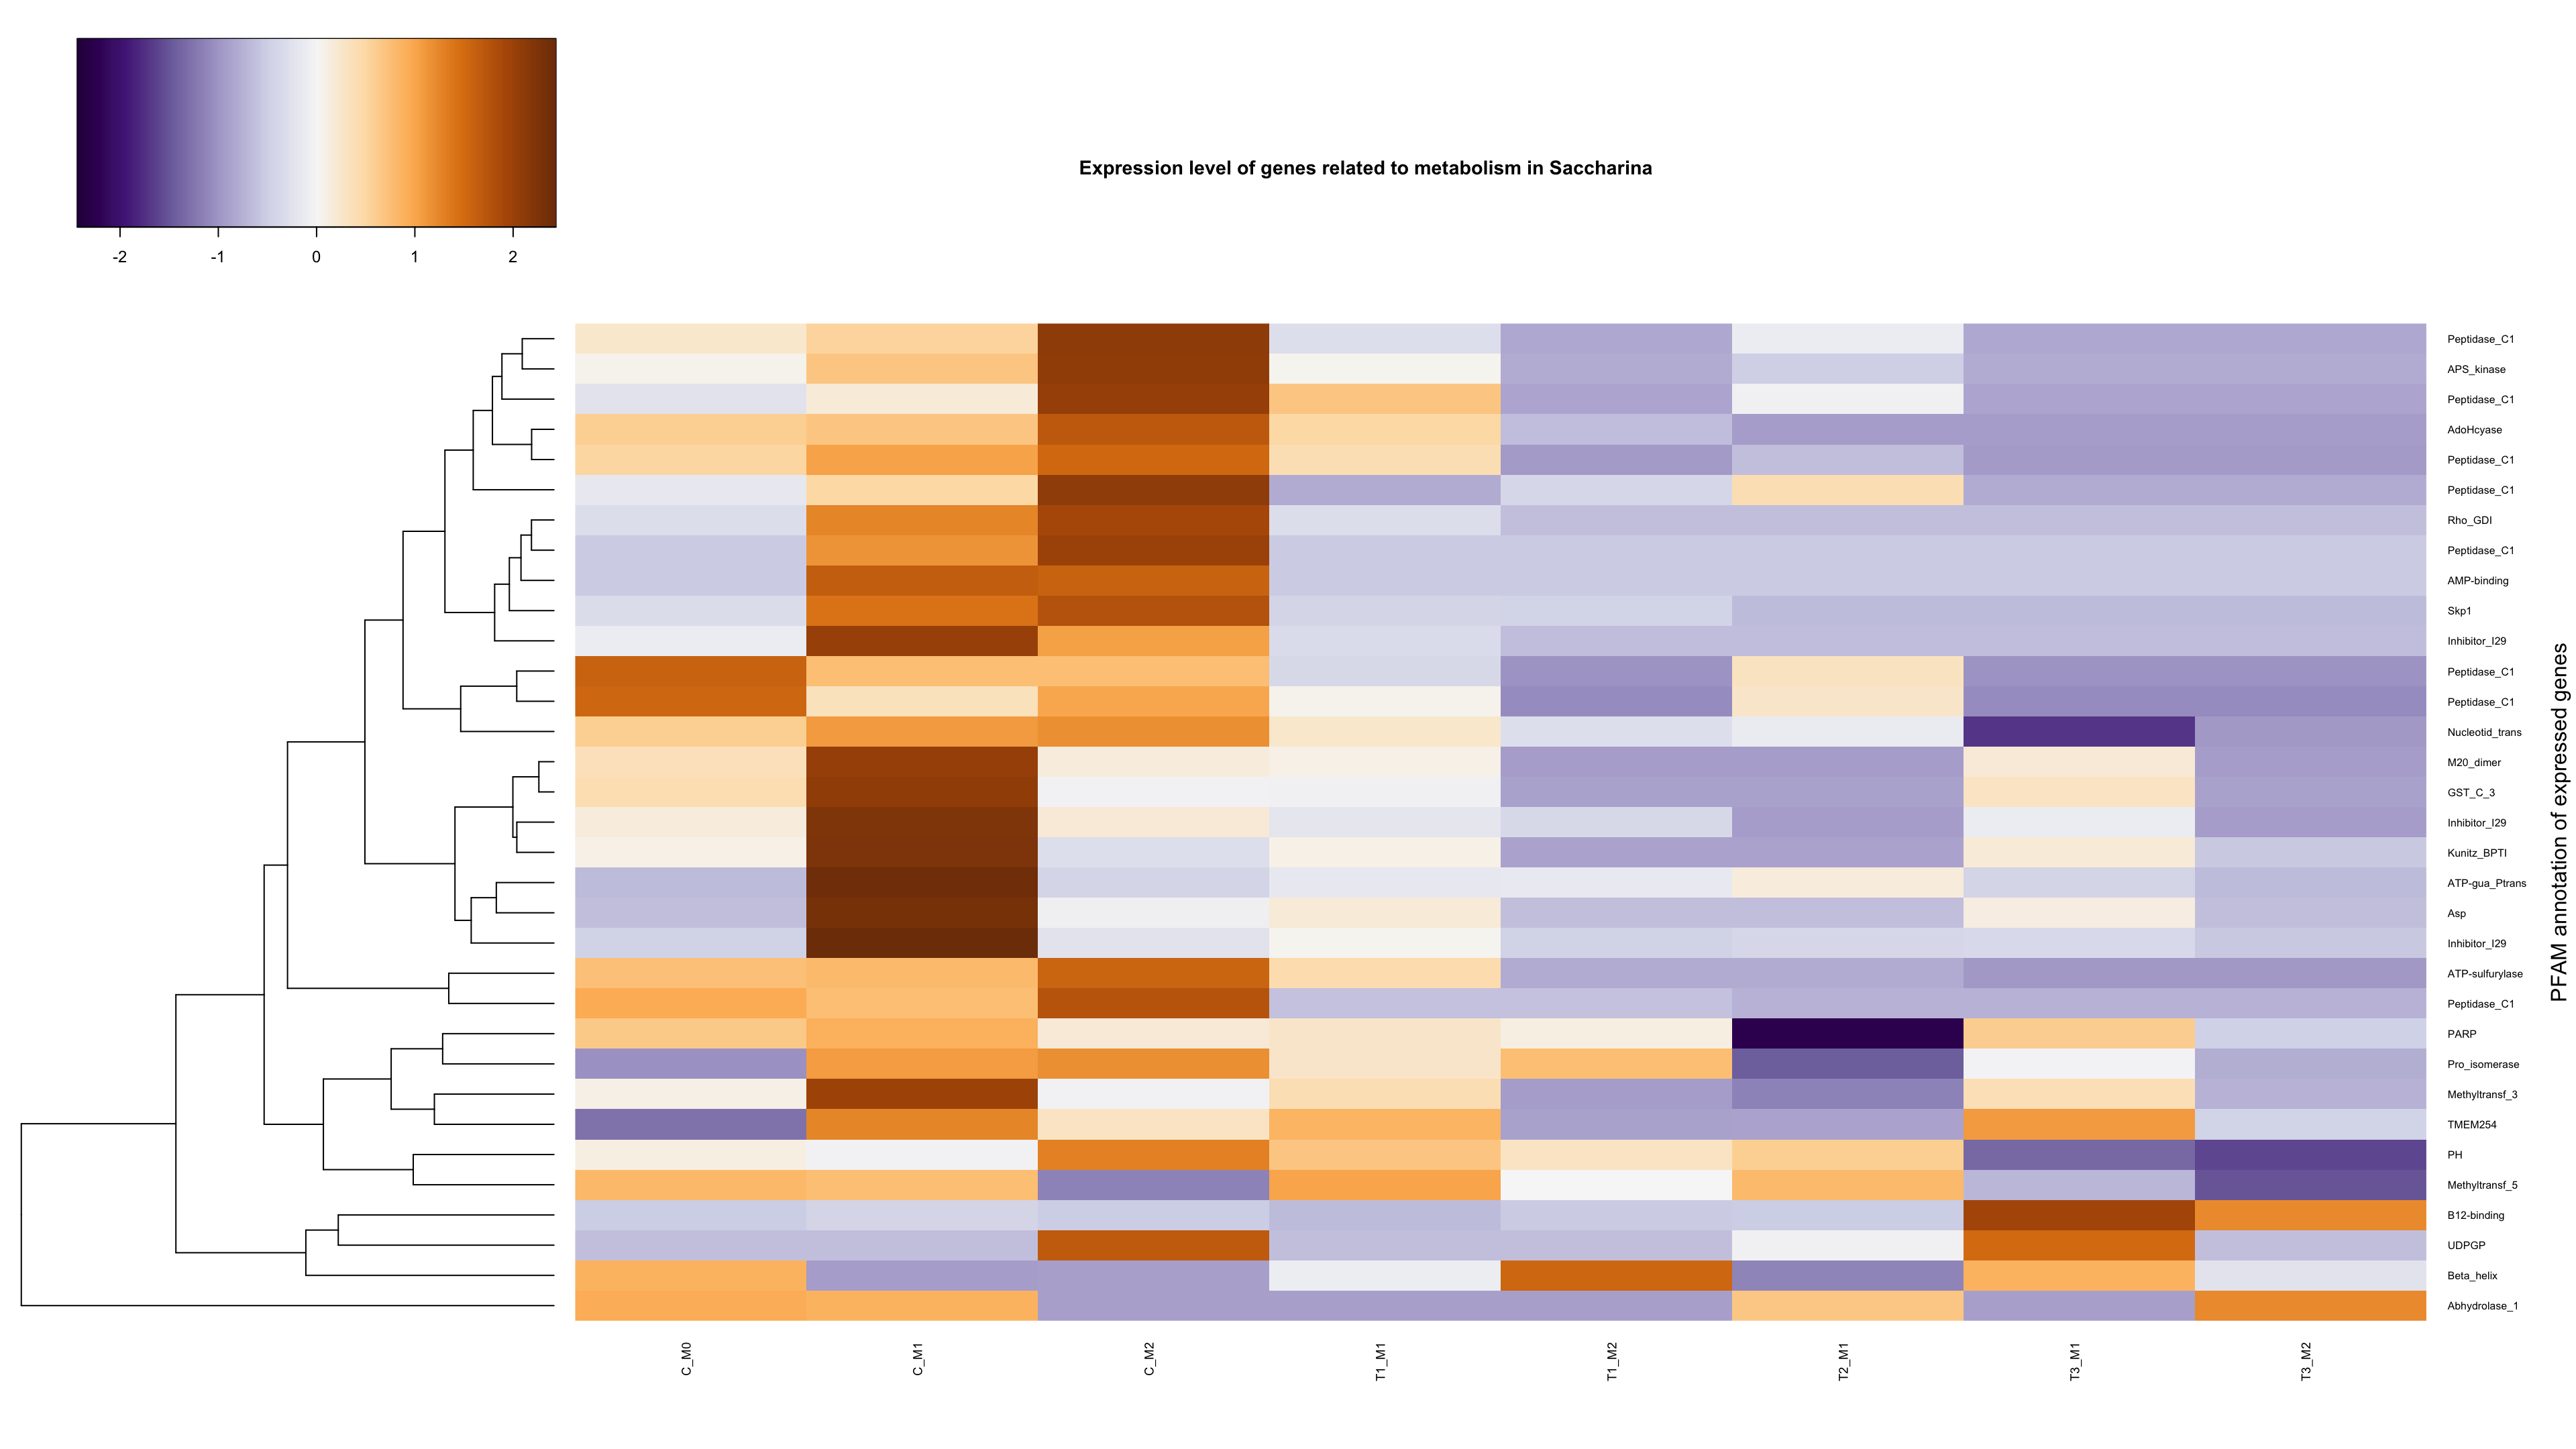 -2 -1 0 1 2
Expression level of genes related to metabolism in Saccharina
Peptidase_C1
APS_kinase
Peptidase_C1
AdoHcyase
Peptidase_C1
Peptidase_C1
Rho_GDI
Peptidase_C1
AMP-binding
Skp1
Inhibitor_I29
Peptidase_C1
Peptidase_C1
Nucleotid_trans
M20_dimer
GST_C_3
Inhibitor_I29
Kunitz_BPTI
ATP-gua_Ptrans
Asp
Inhibitor_I29
ATP-sulfurylase
Peptidase_C1
PARP
Pro_isomerase
Methyltransf_3
TMEM254
PH
Methyltransf_5
B12-binding
UDPGP
Beta_helix
Abhydrolase_1
PFAM annotation of expressed genes
C_M0
C_M1
C_M2
T1_M1
T1_M2
T2_M1
T3_M1
T3_M2